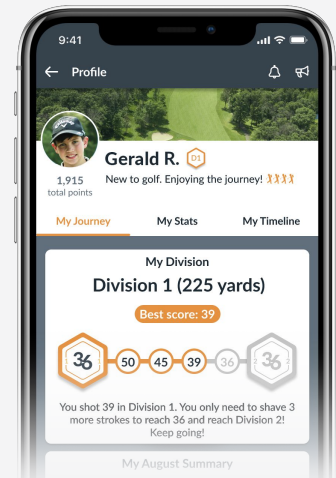 9:41
Profile
Gerald R. D1
New to golf. Enjoying the journey!
1,915
total points
My Journey My Stats My Timeline
My Division
Division 1 (225 yards)
Best score: 39
36 50 45 39 36 36
You shot 39 in Division 1. You only need to shave 3
more strokes to reach 36 and reach Division 2!
Keep going!
My August Summary